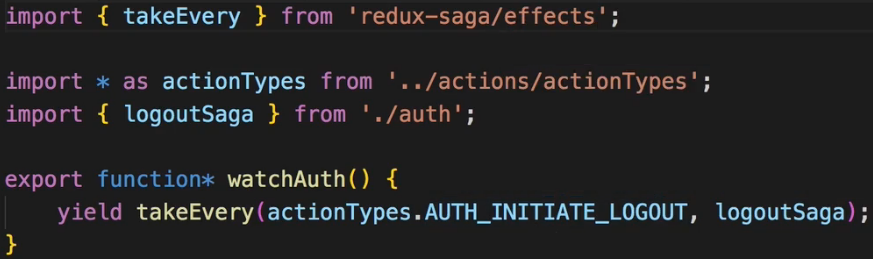 import { takeEvery } from 'redux-saga/effects';
import * as actionTypes from '../actions/actionTypes';
import { logoutSaga } from './auth';
export function* watchAuth() {
yield takeEvery(actionTypes.AUTH_INITIATE_LOGOUT, logoutSaga);
}